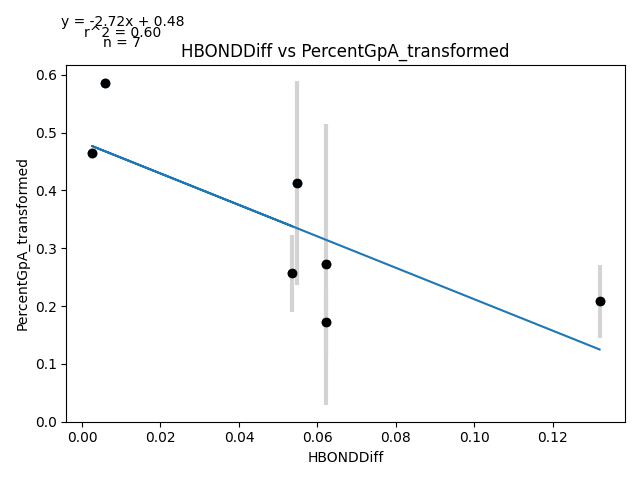 y = -2.72x + 0.48
r^2 = 0.60
n = 7
HBONDDiff vs PercentGpA_transformed
0.6
0.5
0.4
0.3
0.2
0.1
0.0
PercentGpA_transformed
0.00 0.02 0.04 0.06 0.08 0.10 0.12
HBONDDiff